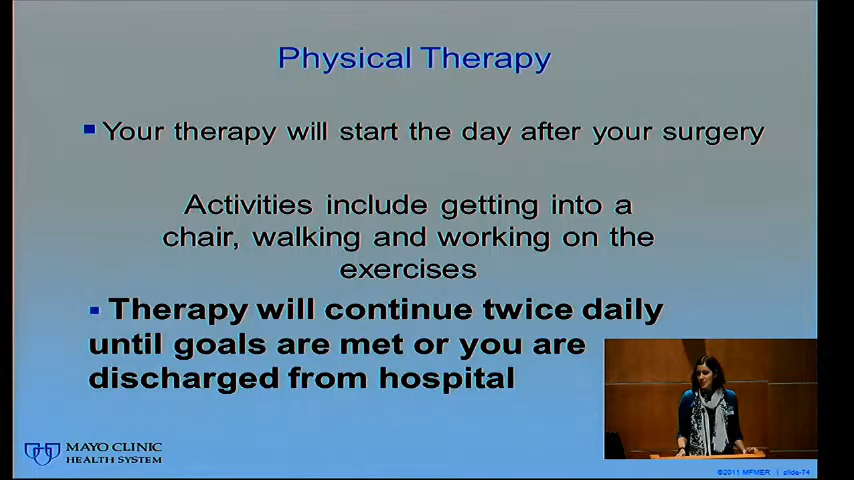 Physical Therapy
Your therapy will start the day after your surgery
Activities include getting into a
chair, walking and working on the
exercises
Therapy will continue twice daily
until goals are met or you are
discharged from hospital
MAYO CLINIC
HEALTH SYSTEM
©2011 MFMER | slide-74